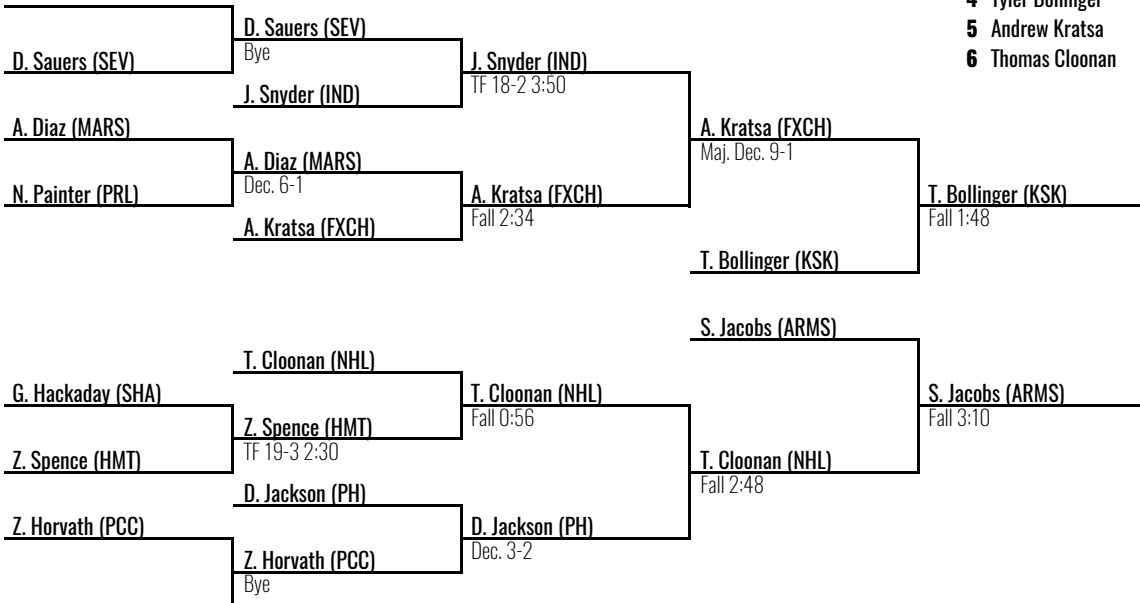 4 Tyler Bollinger
5 Andrew Kratsa
6 Thomas Cloonan
D. Sauers (SEV)
D. Sauers (SEV)
Bye
J. Snyder (IND)
J. Snyder (IND)
TF 18-2 3:50
A. Diaz (MARS)
N. Painter (PRL)
A. Diaz (MARS)
Dec. 6-1
A. Kratsa (FXCH)
A. Kratsa (FXCH)
Fall 2:34
A. Kratsa (FXCH)
Maj. Dec. 9-1
T. Bollinger (KSK)
T. Bollinger (KSK)
Fall 1:48
S. Jacobs (ARMS)
S. Jacobs (ARMS)
Fall 3:10
T. Cloonan (NHL)
G. Hackaday (SHA)
Z. Spence (HMT)
Z. Spence (HMT)
TF 19-3 2:30
T. Cloonan (NHL)
Fall 0:56
T. Cloonan (NHL)
Fall 2:48
D. Jackson (PH)
Z. Horvath (PCC)
Z. Horvath (PCC)
Bye
D. Jackson (PH)
Dec. 3-2